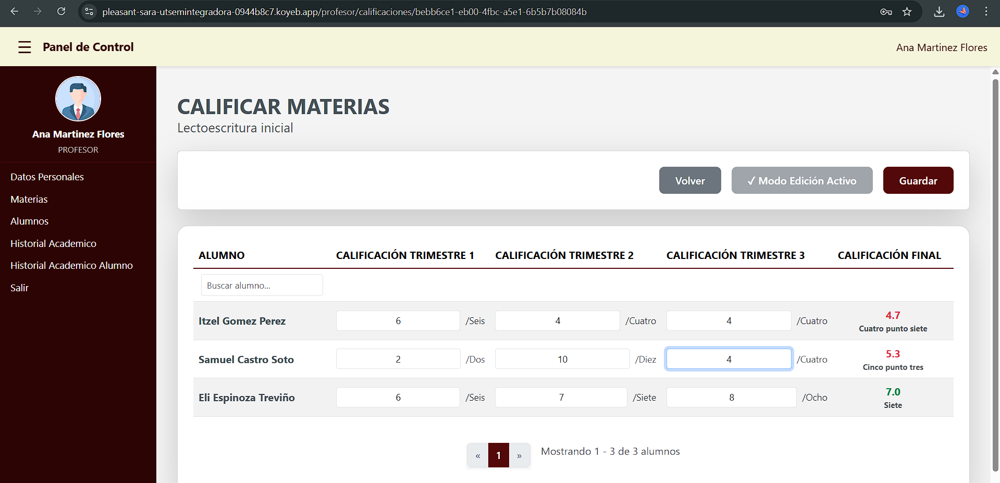 pleasant-sara-utsemintegradora-0944b8c7.koyeb.app/profesor/calificaciones/bebb6ce1-eb00-4fbc-a5e1-6b5b7b08084b
Panel de Control
Ana Martinez Flores
Ana Martinez Flores
PROFESOR
Datos Personales
Materias
Alumnos
Historial Academico
Historial Academico Alumno
Salir
CALIFICAR MATERIAS
Lectoescritura inicial
Volver ✓ Modo Edición Activo Guardar
ALUMNO CALIFICACIÓN TRIMESTRE 1 CALIFICACIÓN TRIMESTRE 2 CALIFICACIÓN TRIMESTRE 3 CALIFICACIÓN FINAL
Buscar alumno...
Itzel Gomez Perez 6 /Seis 4 /Cuatro 4 /Cuatro 4.7
Cuatro punto siete
Samuel Castro Soto 2 /Dos 10 /Diez 4 /Cuatro 5.3
Cinco punto tres
Eli Espinoza Treviño 6 /Seis 7 /Siete 8 /Ocho 7.0
Siete
« 1 » Mostrando 1 - 3 de 3 alumnos